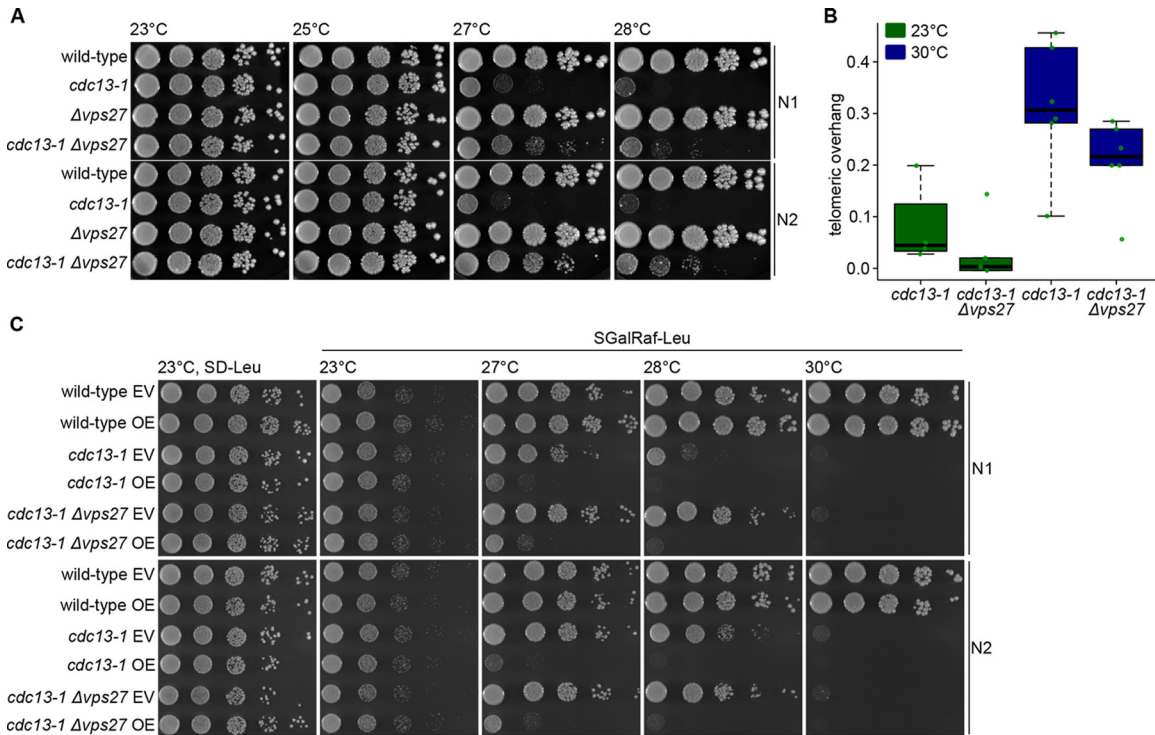 A
23°C 25°C 27°C 28°C
wild-type
cdc13-1
Δvps27
cdc13-1 Δvps27
N1
wild-type
cdc13-1
Δvps27
cdc13-1 Δvps27
N2
B
23°C
30°C
telomeric overhang
0.4
0.3
0.2
0.1
0.0
cdc13-1 cdc13-1 cdc13-1 cdc13-1
Δvps27 Δvps27
C
SGalRaf-Leu
23°C, SD-Leu 23°C 27°C 28°C 30°C
wild-type EV
wild-type OE
cdc13-1 EV
cdc13-1 OE
cdc13-1 Δvps27 EV
cdc13-1 Δvps27 OE
N1
wild-type EV
wild-type OE
cdc13-1 EV
cdc13-1 OE
cdc13-1 Δvps27 EV
cdc13-1 Δvps27 OE
N2